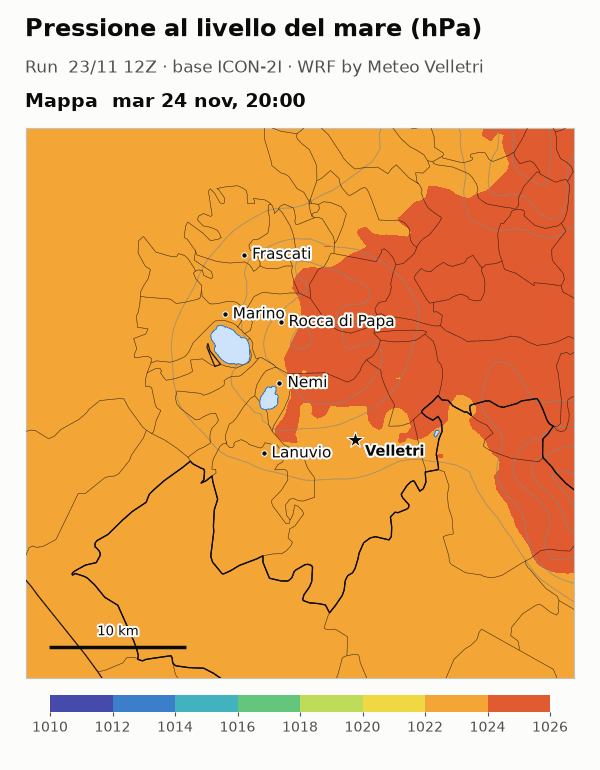 Pressione al livello del mare (hPa)
Run  23/11 12Z · base ICON-2I · WRF by Meteo Velletri
Mappa  mar 24 nov, 20:00
Frascati
Marino
Rocca di Papa
Nemi
Velletri
Lanuvio
10 km
1010 1012 1014 1016 1018 1020 1022 1024 1026